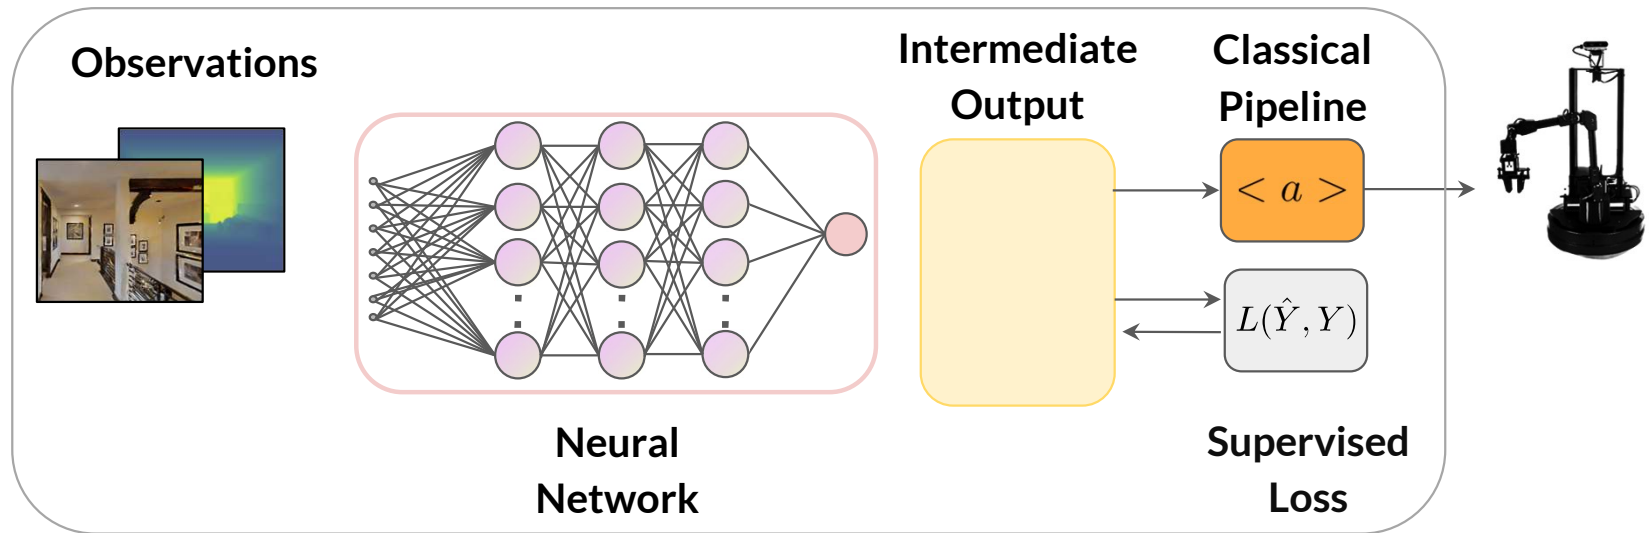 Observations
Neural
Network
Intermediate
Output
Classical
Pipeline
< a >
L(Ŷ, Y)
Supervised
Loss